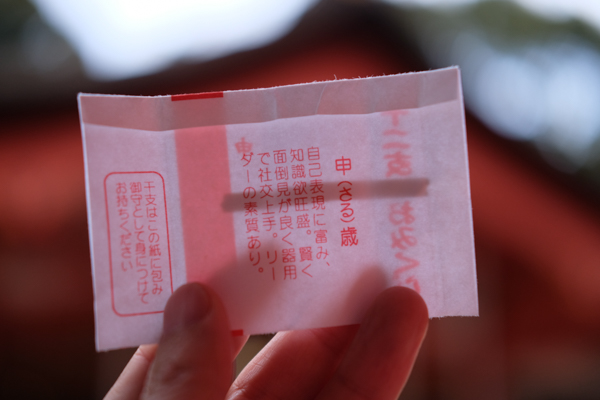 申(さる)歳
自己表現に富み、
知識欲旺盛。賢く
面倒見が良く器用
で社交上手。リー
ダーの素質あり。
干支はこの紙に包み
御守として身につけて
お持ちください